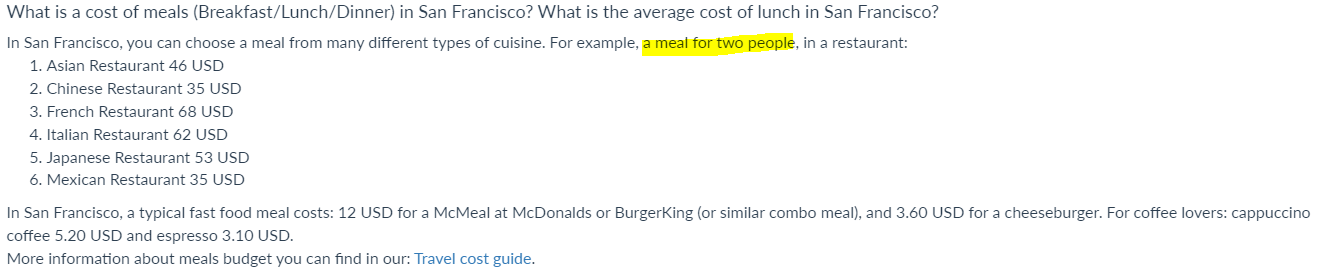 What is a cost of meals (Breakfast/Lunch/Dinner) in San Francisco? What is the average cost of lunch in San Francisco?
In San Francisco, you can choose a meal from many different types of cuisine. For example, a meal for two people, in a restaurant:
1. Asian Restaurant 46 USD
2. Chinese Restaurant 35 USD
3. French Restaurant 68 USD
4. Italian Restaurant 62 USD
5. Japanese Restaurant 53 USD
6. Mexican Restaurant 35 USD
In San Francisco, a typical fast food meal costs: 12 USD for a McMeal at McDonalds or BurgerKing (or similar combo meal), and 3.60 USD for a cheeseburger. For coffee lovers: cappuccino
coffee 5.20 USD and espresso 3.10 USD.
More information about meals budget you can find in our: Travel cost guide.